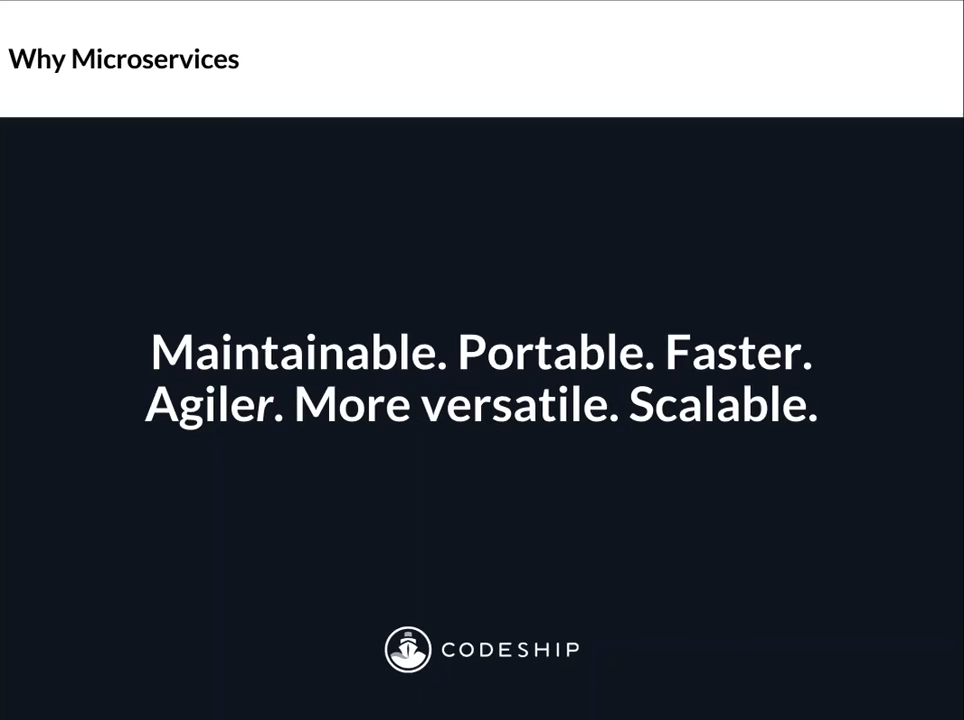 Why Microservices
Maintainable. Portable. Faster.
Agiler. More versatile. Scalable.
CODESHIP